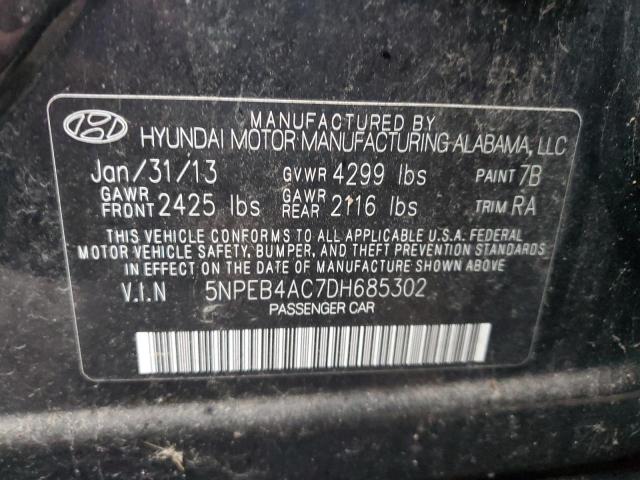 MANUFACTURED BY
HYUNDAI MOTOR MANUFACTURING ALABAMA, LLC
Jan/31/13 GVWR 4299 lbs PAINT 7B
GAWR FRONT 2425 lbs GAWR REAR 2116 lbs TRIM RA
THIS VEHICLE CONFORMS TO ALL APPLICABLE U.S.A. FEDERAL
MOTOR VEHICLE SAFETY, BUMPER, AND THEFT PREVENTION STANDARDS
IN EFFECT ON THE DATE OF MANUFACTURE SHOWN ABOVE.
V.I.N 5NPEB4AC7DH685302
PASSENGER CAR